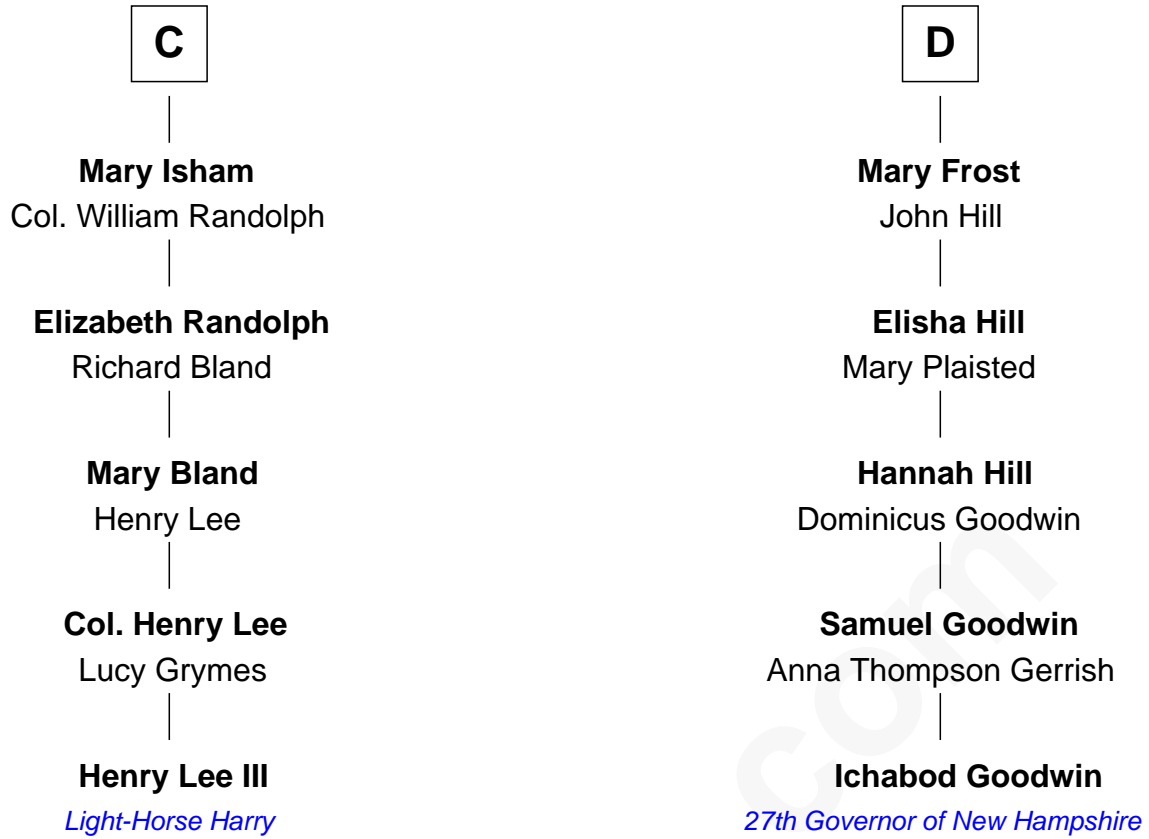 C
Mary Isham
Col. William Randolph
Elizabeth Randolph
Richard Bland
Mary Bland
Henry Lee
Col. Henry Lee
Lucy Grymes
Henry Lee III
Light-Horse Harry
D
Mary Frost
John Hill
Elisha Hill
Mary Plaisted
Hannah Hill
Dominicus Goodwin
Samuel Goodwin
Anna Thompson Gerrish
Ichabod Goodwin
27th Governor of New Hampshire
com